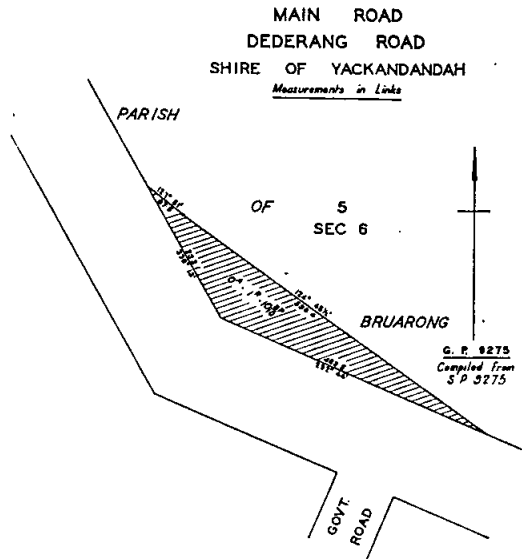 MAIN ROAD
DEDERANG ROAD
SHIRE OF YACKANDANDAH
Measurements in Links
PARISH
OF
5
SEC 6
BRUARONG
G. P. 9275
Compiled from
S P 9275
GOVT.
ROAD